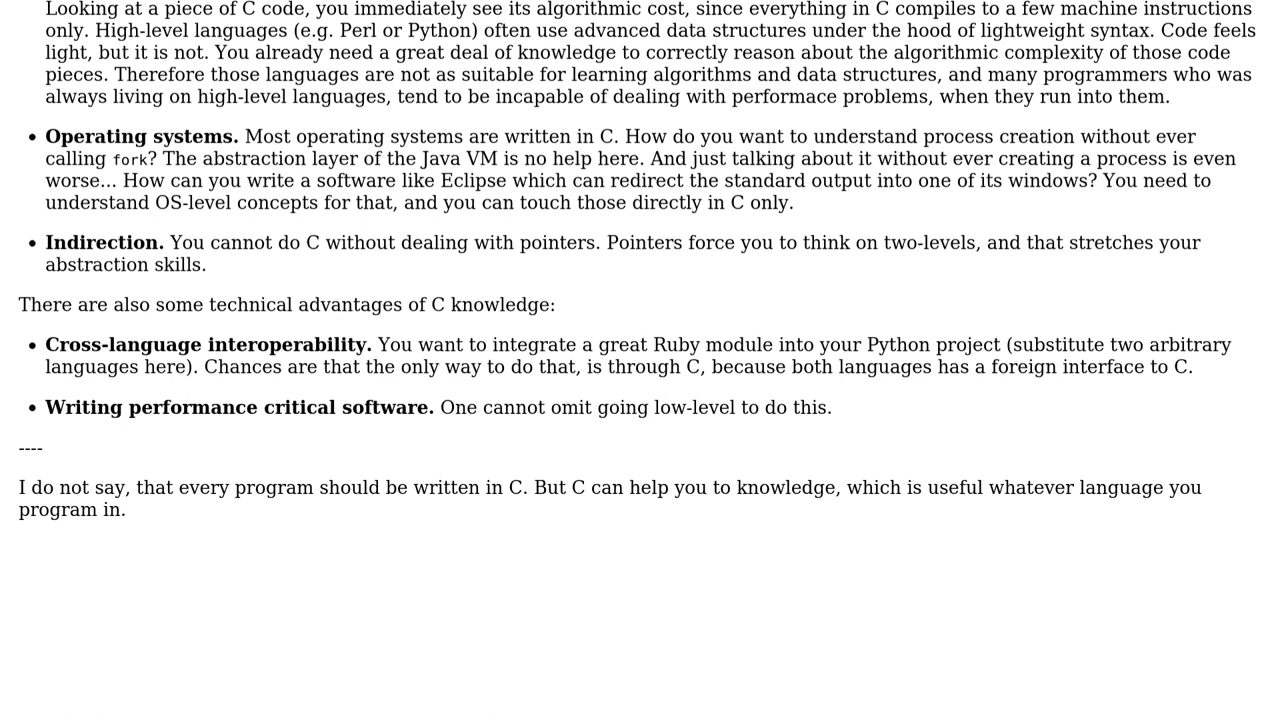 Looking at a piece of C code, you immediately see its algorithmic cost, since everything in C compiles to a few machine instructions
only. High-level languages (e.g. Perl or Python) often use advanced data structures under the hood of lightweight syntax. Code feels
light, but it is not. You already need a great deal of knowledge to correctly reason about the algorithmic complexity of those code
pieces. Therefore those languages are not as suitable for learning algorithms and data structures, and many programmers who was
always living on high-level languages, tend to be incapable of dealing with performace problems, when they run into them.
• Operating systems. Most operating systems are written in C. How do you want to understand process creation without ever
calling fork? The abstraction layer of the Java VM is no help here. And just talking about it without ever creating a process is even
worse... How can you write a software like Eclipse which can redirect the standard output into one of its windows? You need to
understand OS-level concepts for that, and you can touch those directly in C only.
• Indirection. You cannot do C without dealing with pointers. Pointers force you to think on two-levels, and that stretches your
abstraction skills.
There are also some technical advantages of C knowledge:
• Cross-language interoperability. You want to integrate a great Ruby module into your Python project (substitute two arbitrary
languages here). Chances are that the only way to do that, is through C, because both languages has a foreign interface to C.
• Writing performance critical software. One cannot omit going low-level to do this.
----
I do not say, that every program should be written in C. But C can help you to knowledge, which is useful whatever language you
program in.